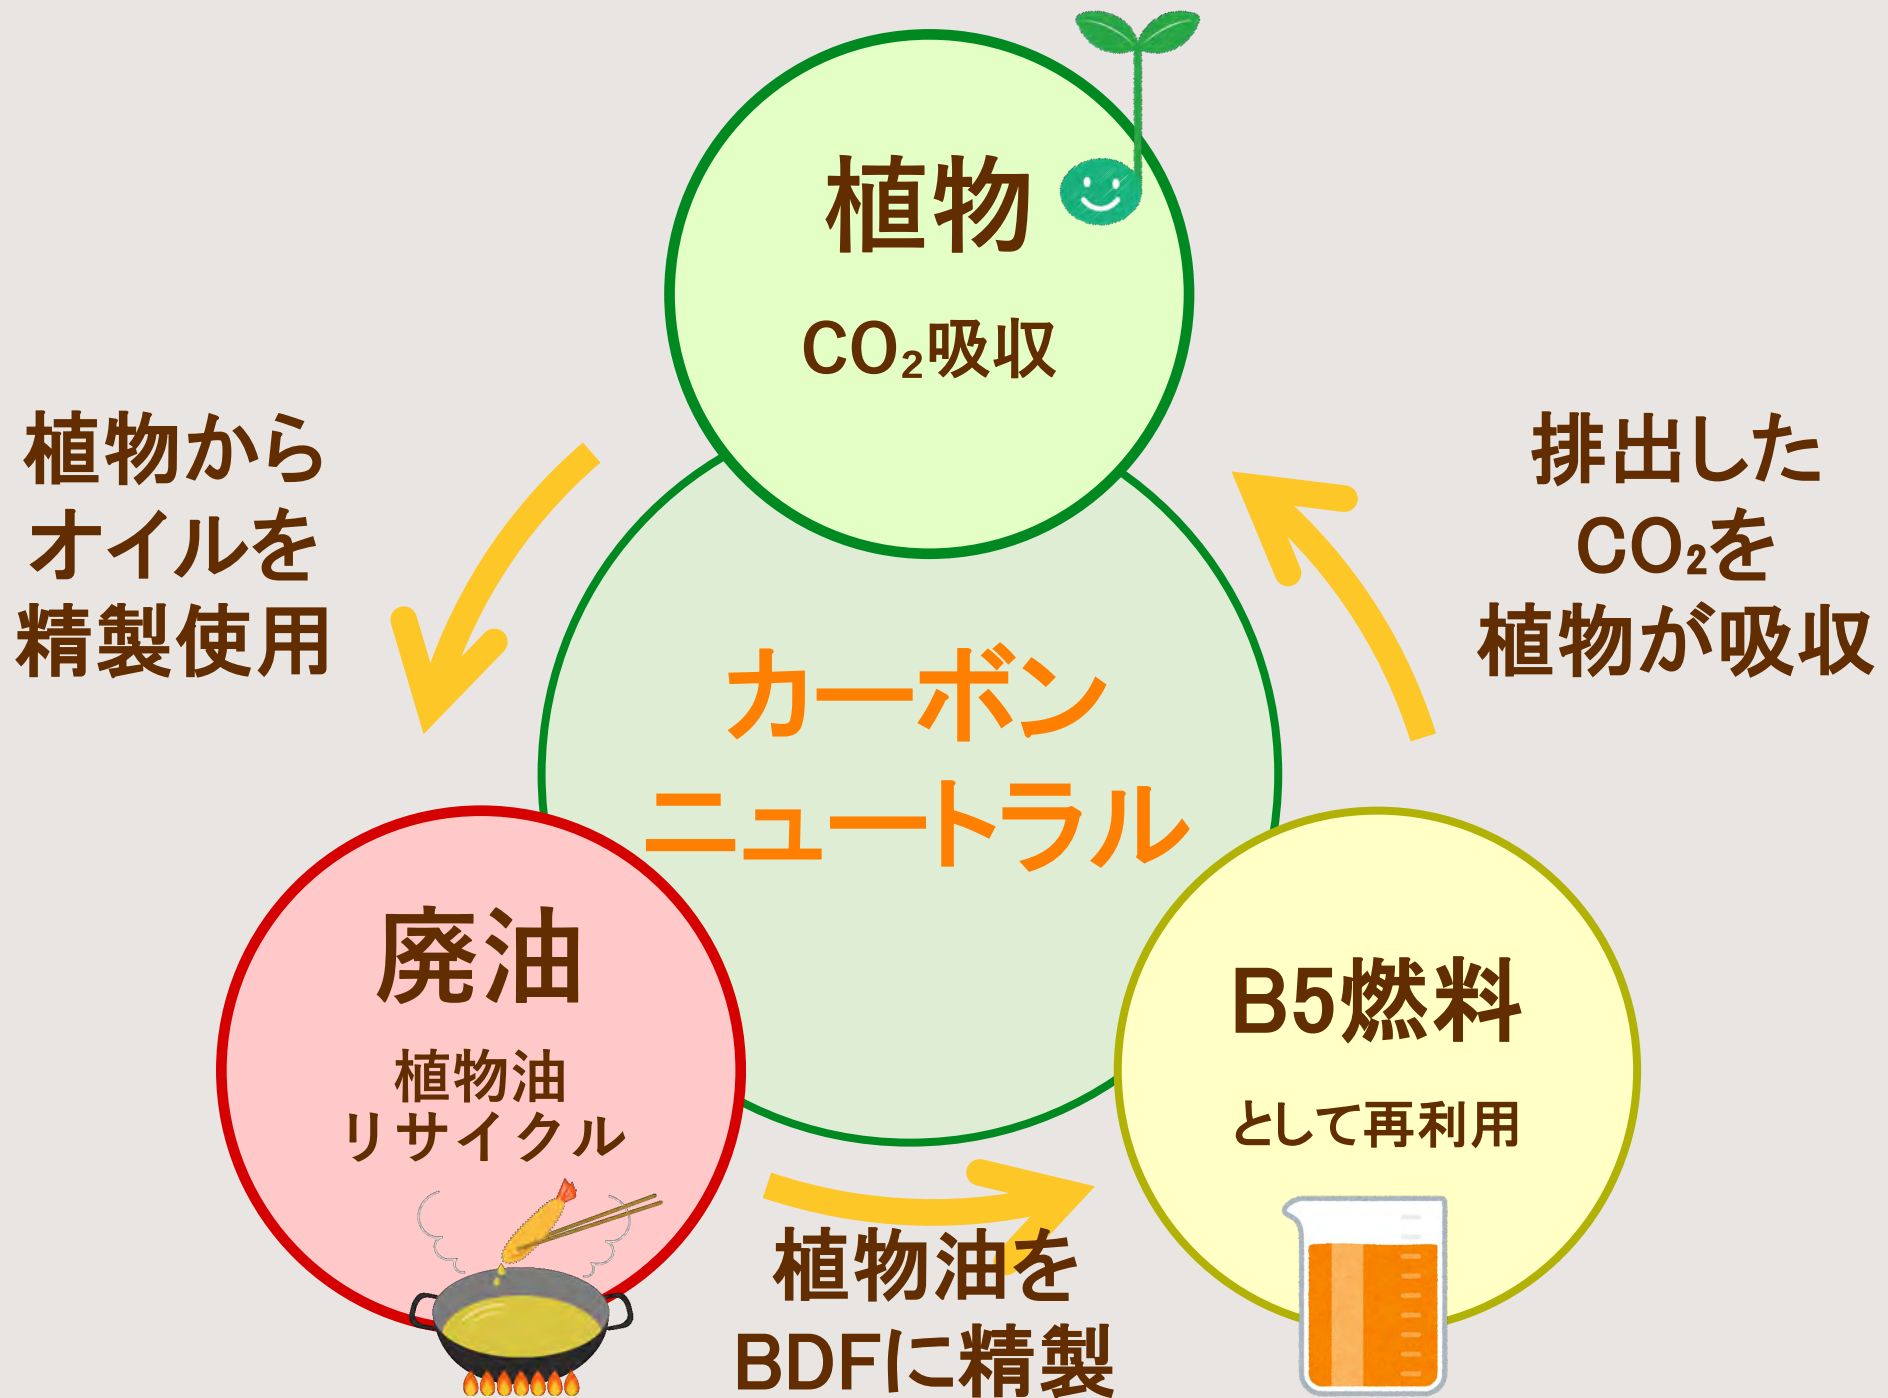 植物
CO₂吸収
植物から
オイルを
精製使用
排出した
CO₂を
植物が吸収
カーボン
ニュートラル
廃油
植物油
リサイクル
B5燃料
として再利用
植物油を
BDFに精製